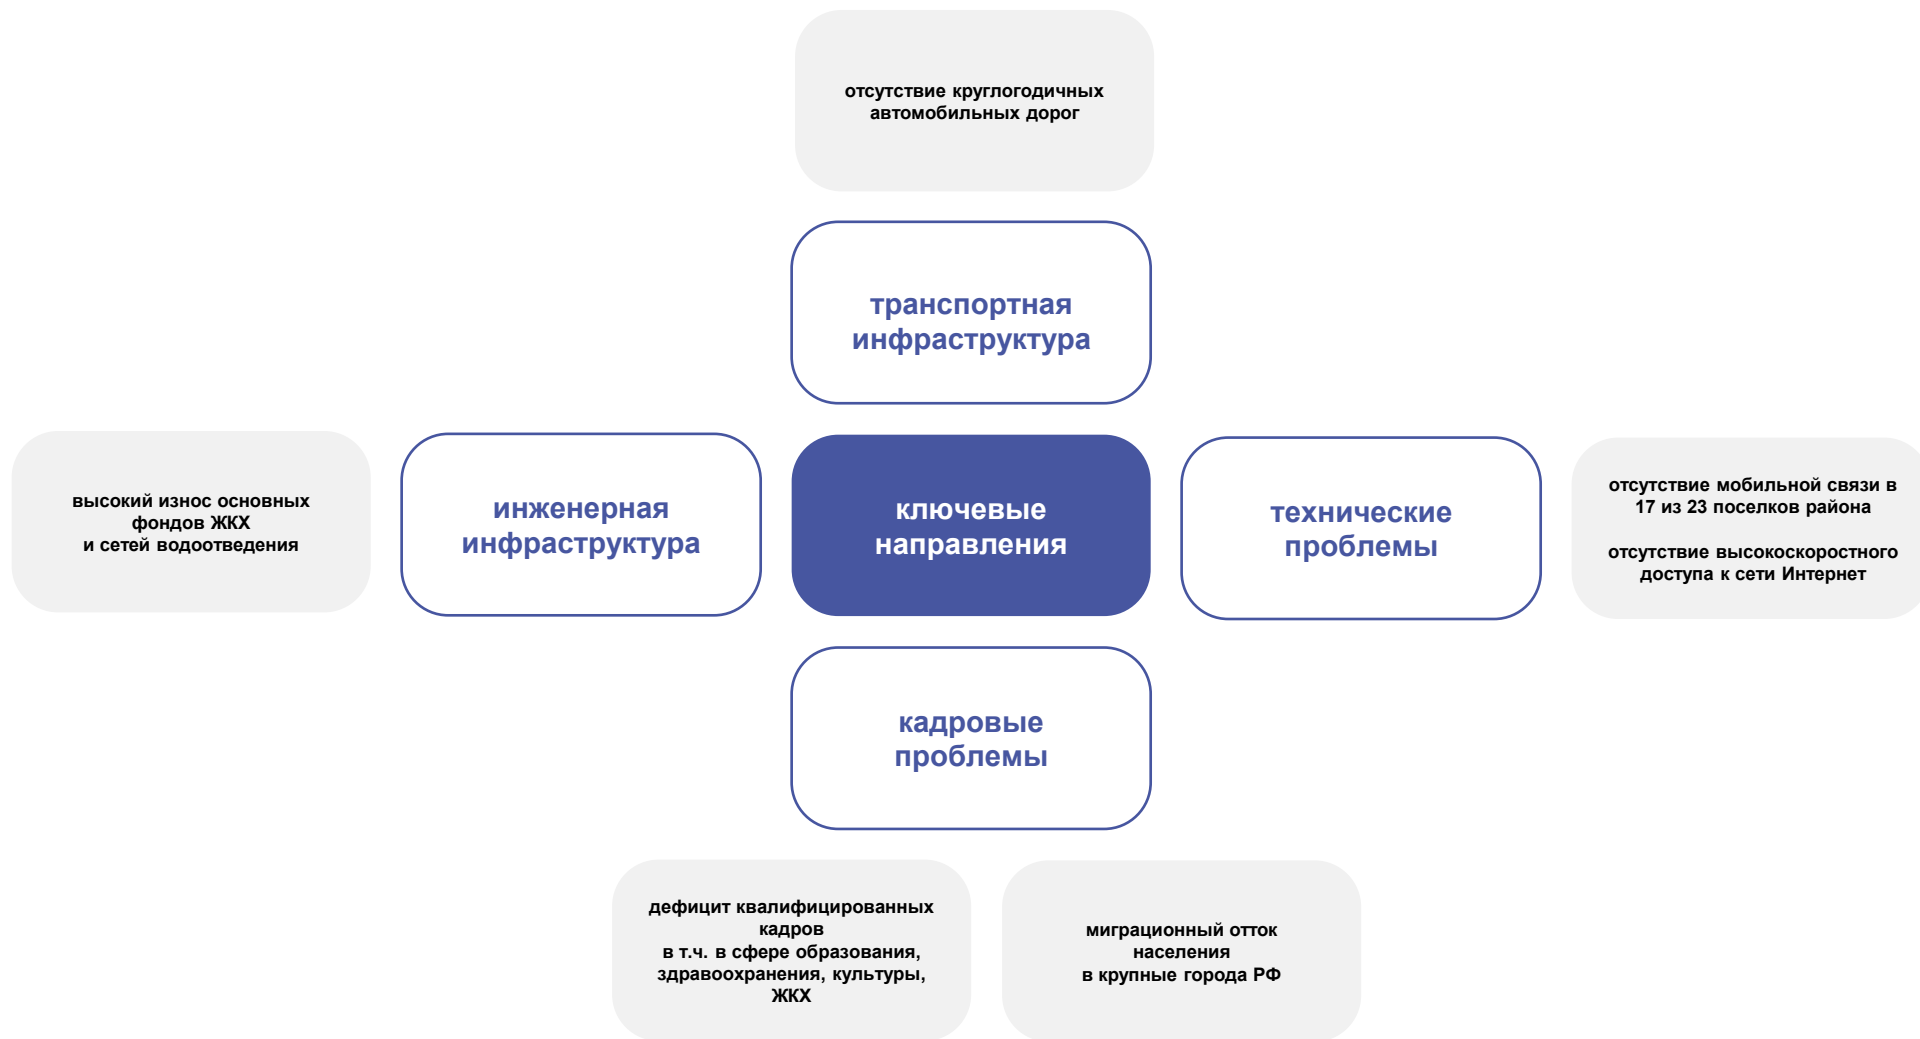 отсутствие круглогодичных
автомобильных дорог
транспортная
инфраструктура
высокий износ основных
фондов ЖКХ
и сетей водоотведения
инженерная
инфраструктура
ключевые
направления
технические
проблемы
отсутствие мобильной связи в
17 из 23 поселков района
отсутствие высокоскоростного
доступа к сети Интернет
кадровые
проблемы
дефицит квалифицированных
кадров
в т.ч. в сфере образования,
здравоохранения, культуры,
ЖКХ
миграционный отток
населения
в крупные города РФ